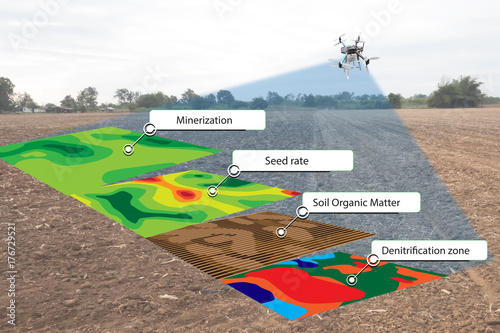 Minerization
Seed rate
Soil Organic Matter
Denitrification zone
176729521